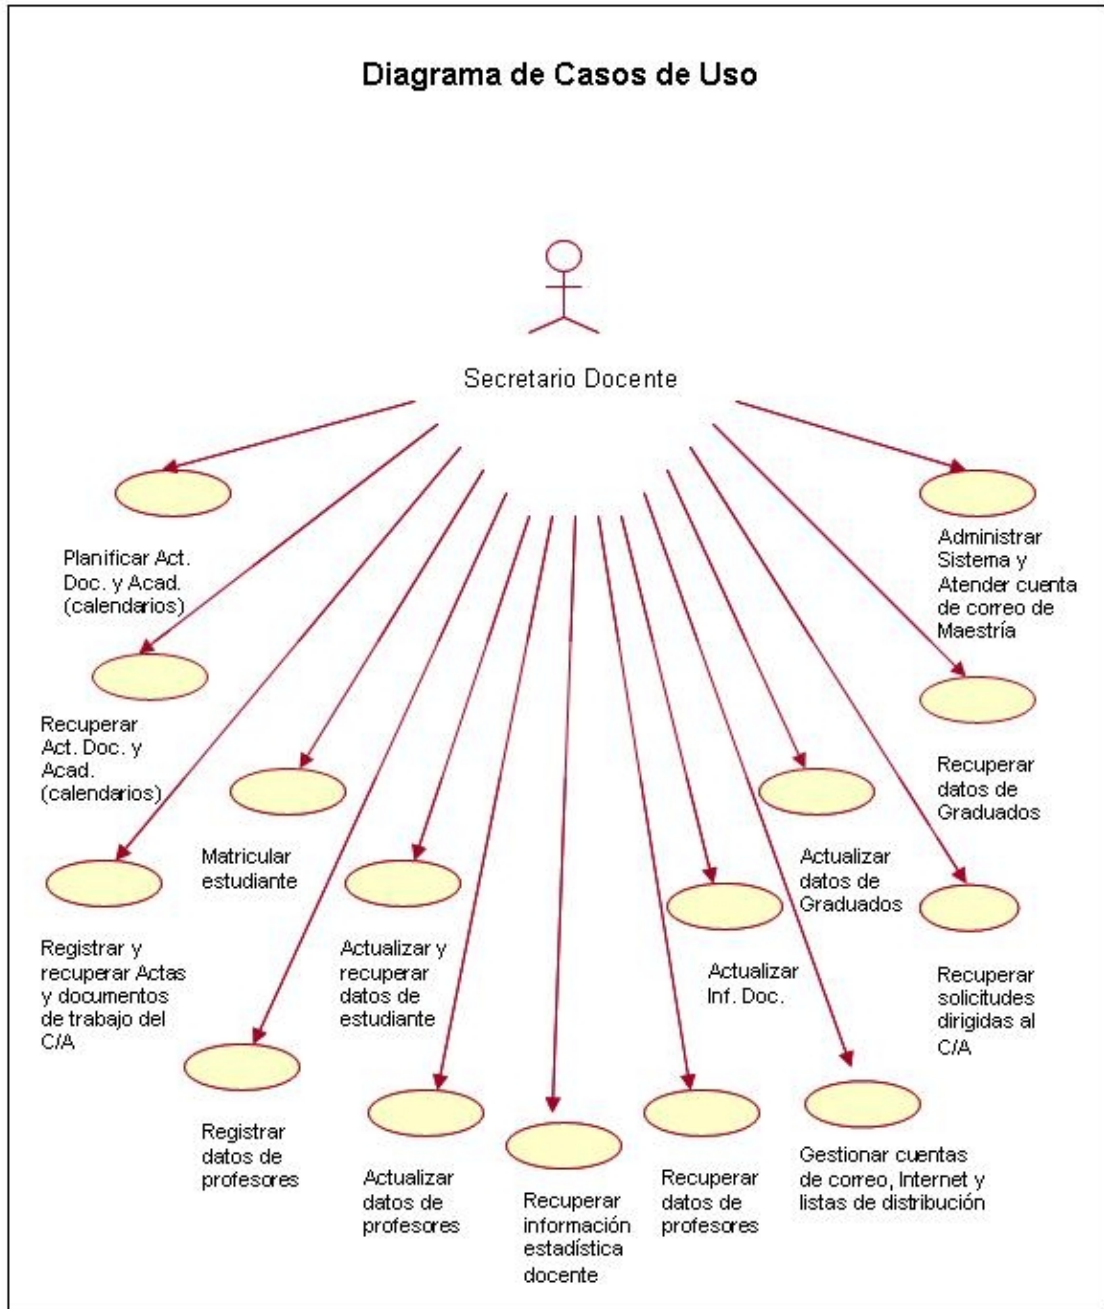 Diagrama de Casos de Uso
Secretario Docente
Planificar Act.
Doc. y Acad.
(calendarios)
Administrar
Sistema y
Atender cuenta
de correo de
Maestría
Recuperar
Act. Doc. y
Acad.
(calendarios)
Recuperar
datos de
Graduados
Matricular
estudiante
Actualizar
datos de
Graduados
Registrar y
recuperar Actas
y documentos
de trabajo del
C/A
Actualizar y
recuperar
datos de
estudiante
Actualizar
Inf. Doc.
Recuperar
solicitudes
dirigidas al
C/A
Registrar
datos de
profesores
Actualizar
datos de
profesores
Recuperar
información
estadística
docente
Recuperar
datos de
profesores
Gestionar cuentas
de correo, Internet y
listas de distribución